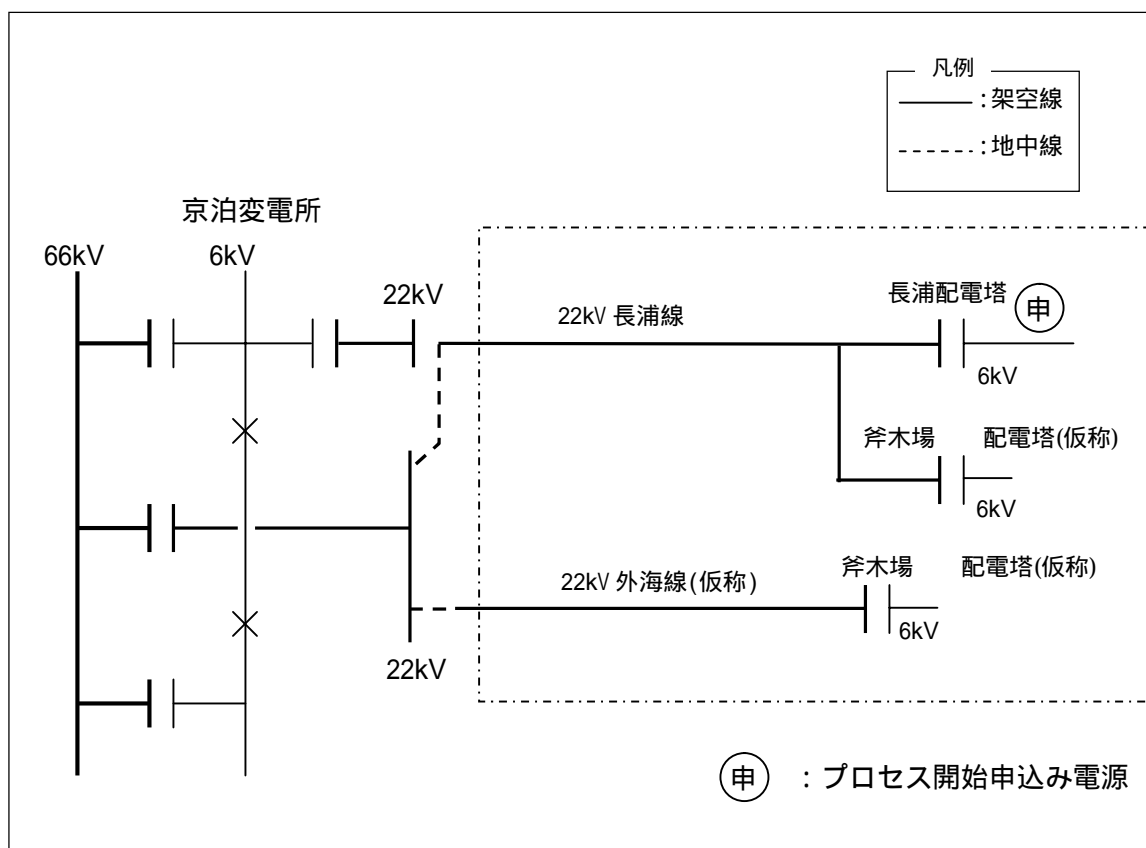 凡例
: 架空線
: 地中線
京泊変電所
66kV
6kV
22kV
22kV 長浦線
長浦配電塔
申
6kV
斧木場 配電塔(仮称)
6kV
22kV 外海線(仮称)
斧木場 配電塔(仮称)
6kV
22kV
申 : プロセス開始申込み電源